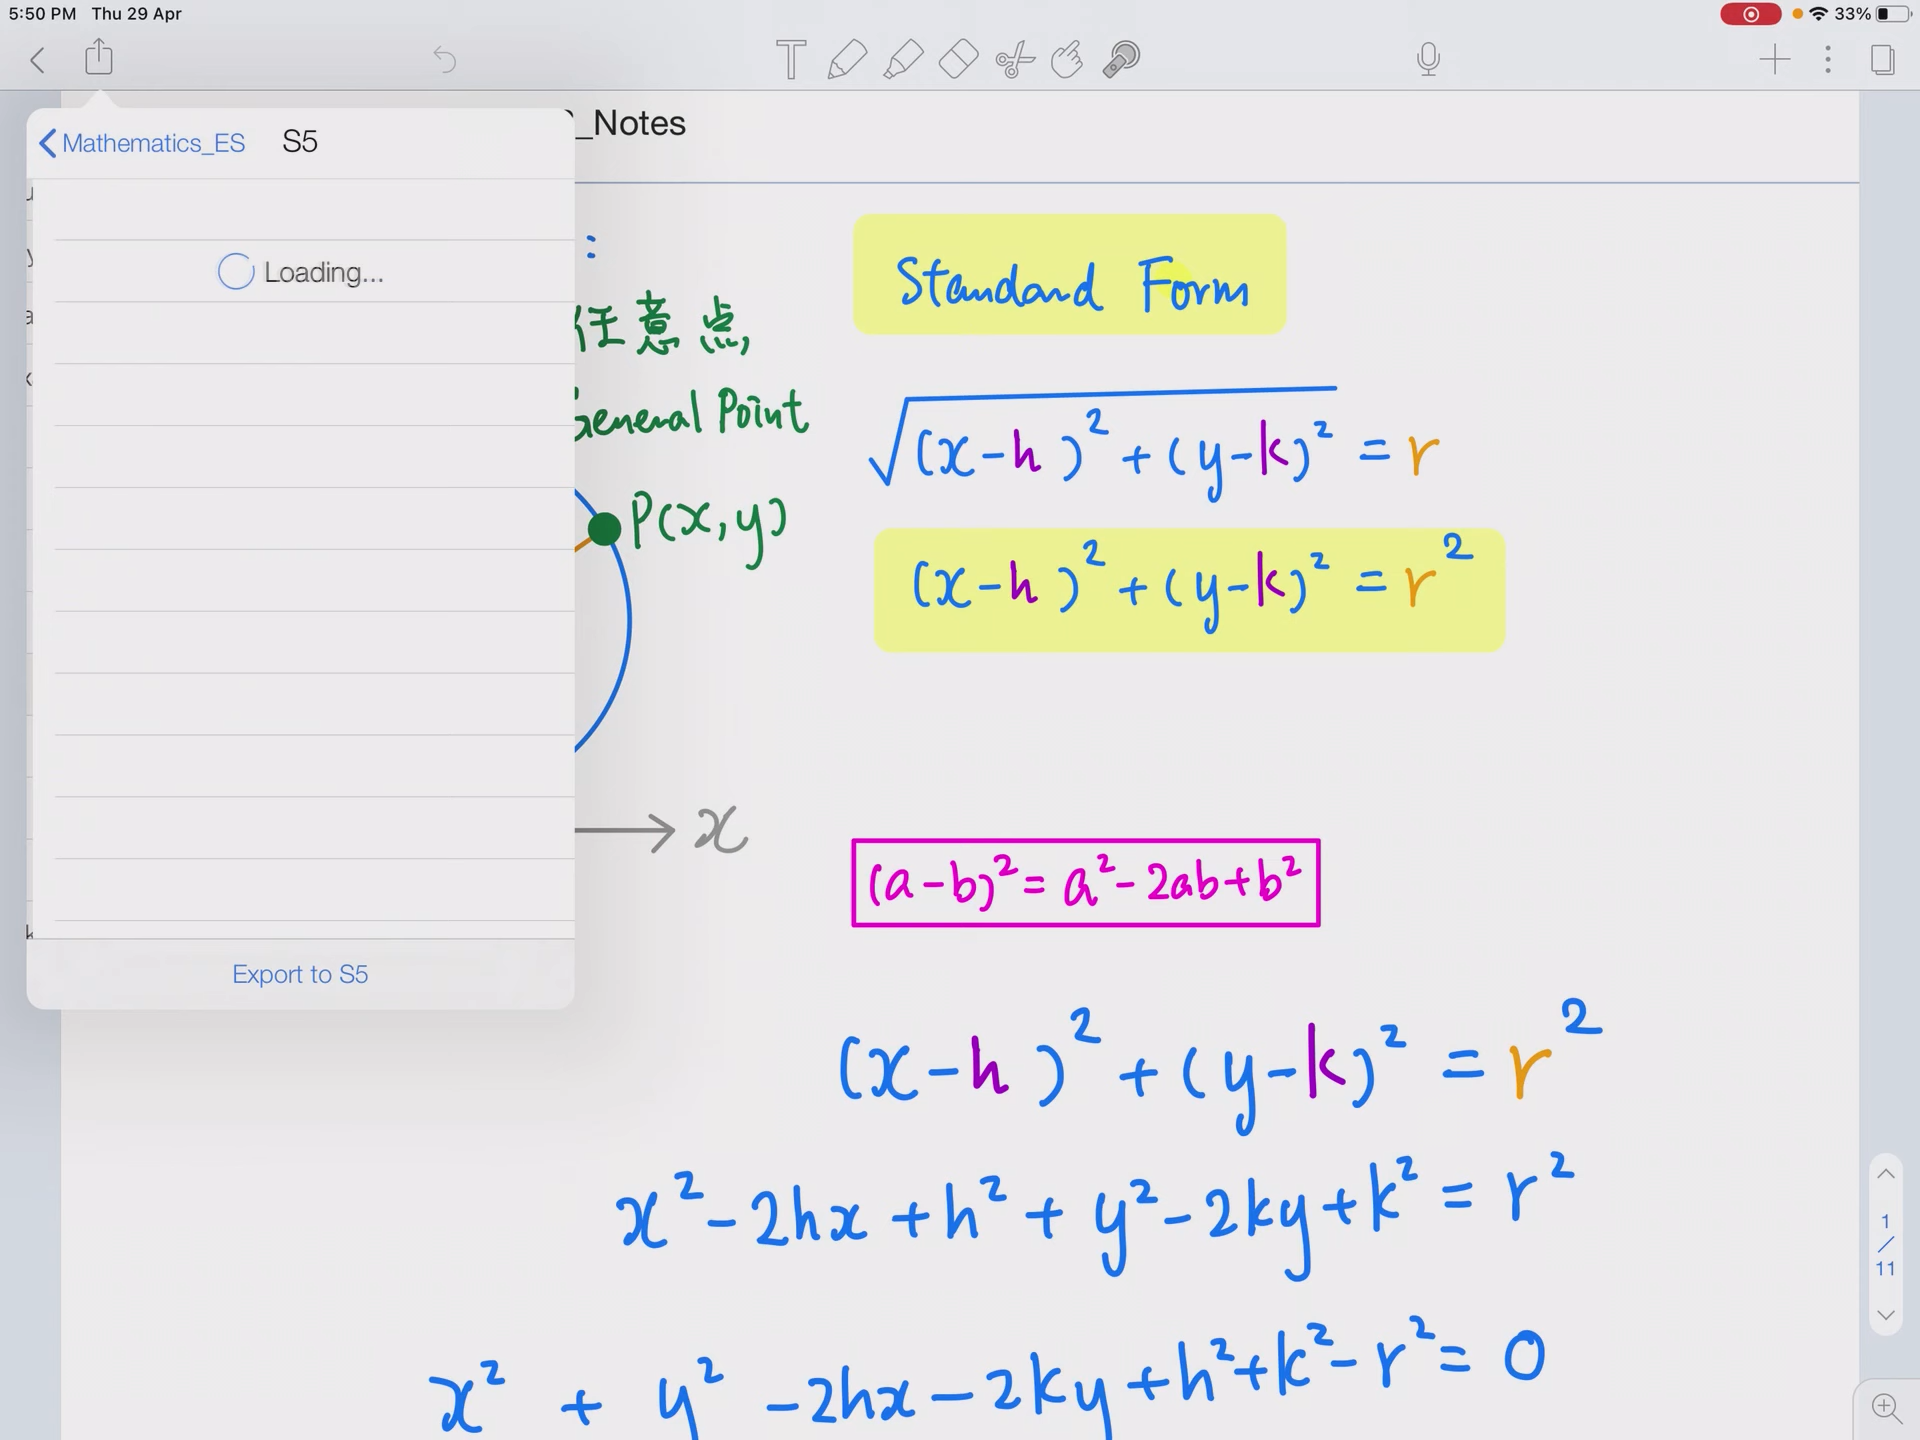 5:50 PM Thu 29 Apr
33%
Mathematics_ES S5
_Notes
Loading...
Export to S5
:
任意点,
General Point
P(x,y)
x
Standard Form
√(x-h)² + (y-k)² = r
(x-h)² + (y-k)² = r²
(a-b)² = a² - 2ab + b²
(x-h)² + (y-k)² = r²
x² - 2hx + h² + y² - 2ky + k² = r²
x² + y² - 2hx - 2ky + h² + k² - r² = 0
1
/
11